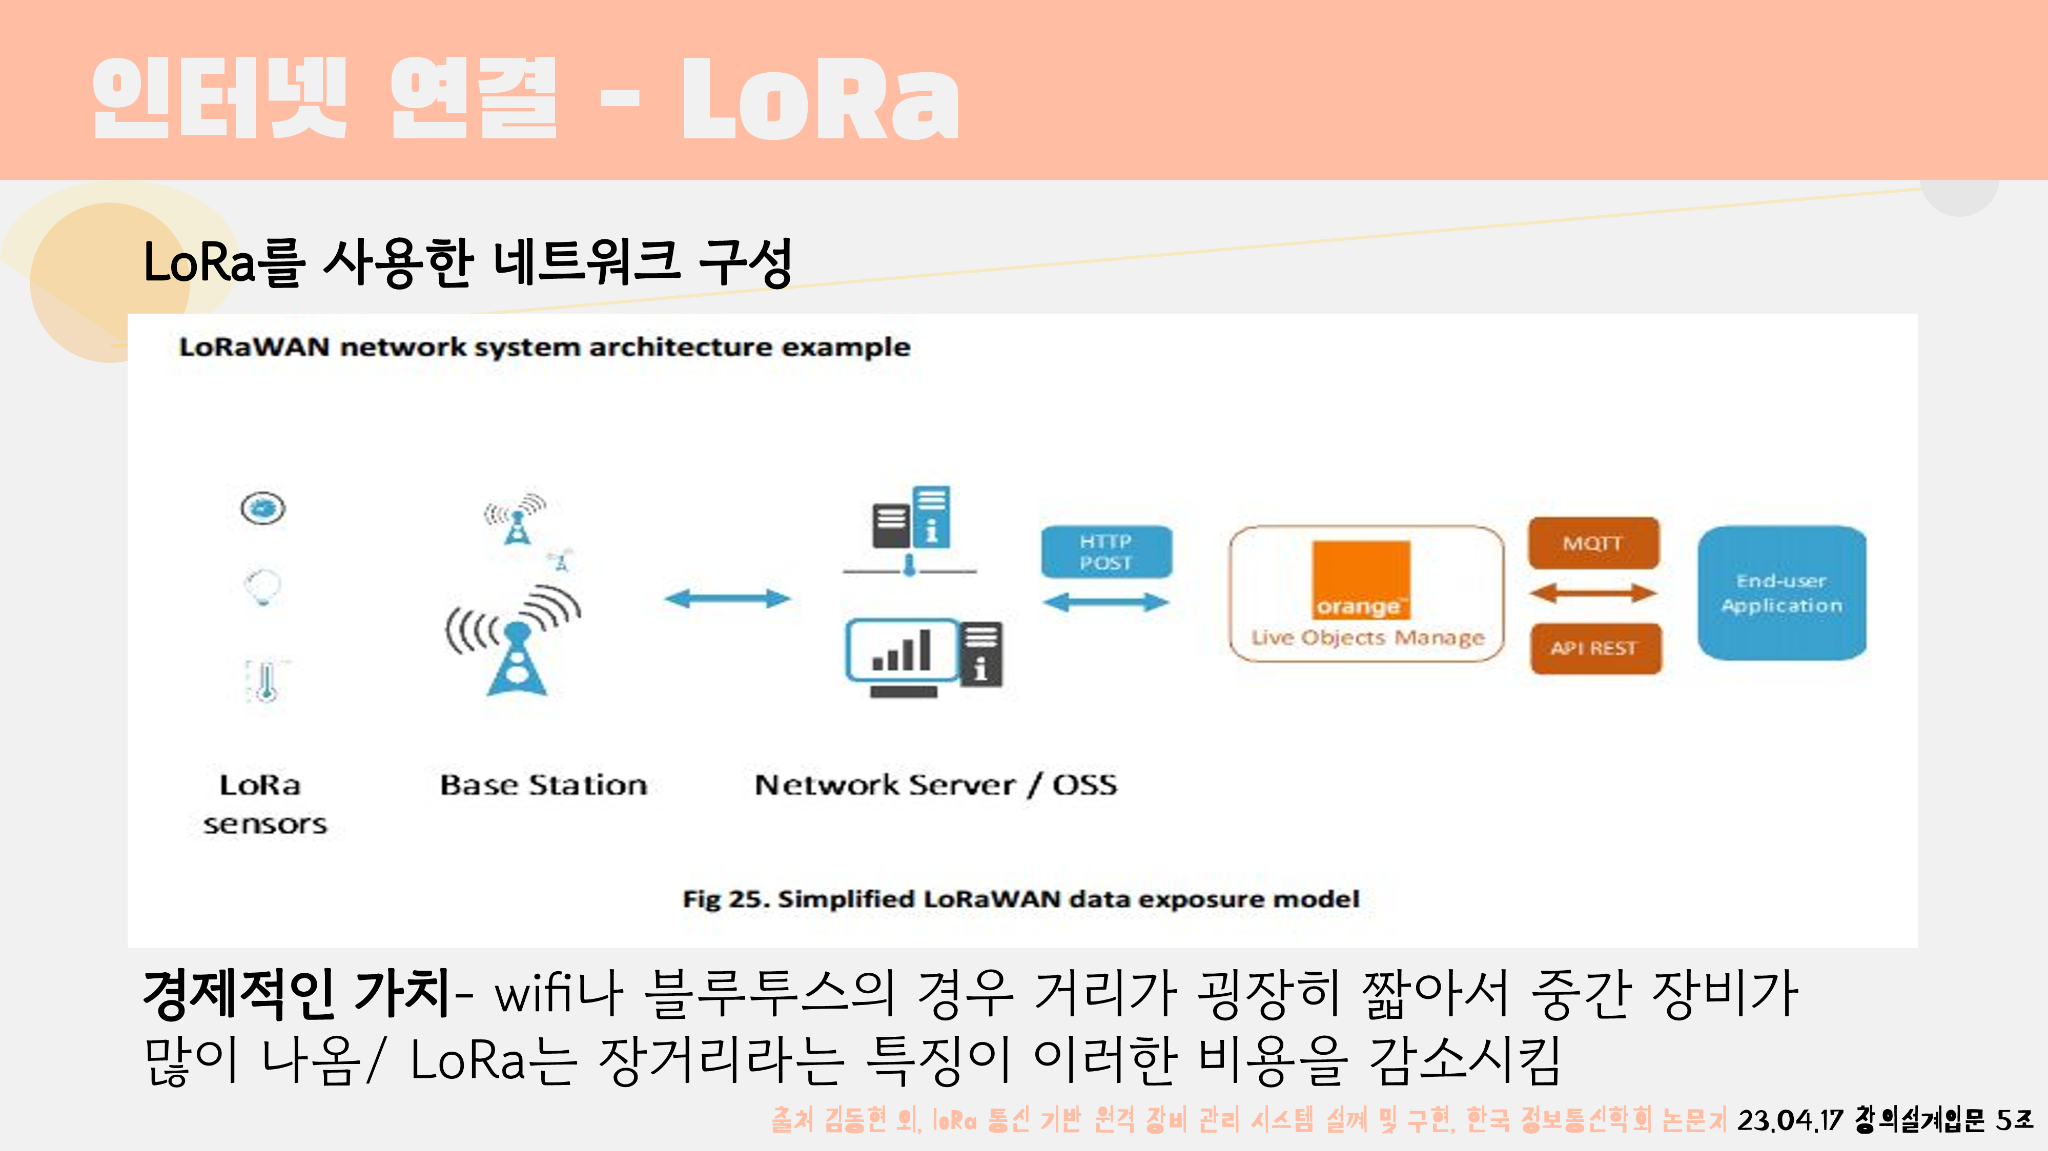 인터넷 연결 - LoRa
LoRa를 사용한 네트워크 구성
LoRaWAN network system architecture example
HTTP
POST
orange™
Live Objects Manage
MQTT
API REST
End-user
Application
LoRa
sensors
Base Station
Network Server / OSS
Fig 25. Simplified LoRaWAN data exposure model
경제적인 가치- wifi나 블루투스의 경우 거리가 굉장히 짧아서 중간 장비가
많이 나옴/ LoRa는 장거리라는 특징이 이러한 비용을 감소시킴
출처 김동현 외, loRa 통신 기반 원격 장비 관리 시스템 설께 및 구현, 한국 정보통신학회 논문지 23.04.17 창의설계입문 5조